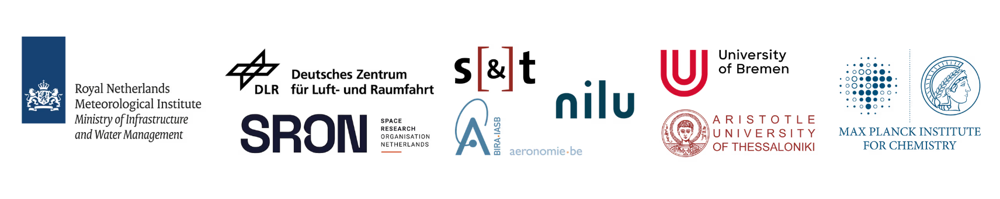 Royal Netherlands
Meteorological Institute
Ministry of Infrastructure
and Water Management
DLR
Deutsches Zentrum
für Luft- und Raumfahrt
SRON
SPACE
RESEARCH
ORGANISATION
NETHERLANDS
s[&]t
BIRA·IASB
aeronomie·be
nilu
University
of Bremen
ARISTOTLE
UNIVERSITY
OF THESSALONIKI
MAX PLANCK INSTITUTE
FOR CHEMISTRY